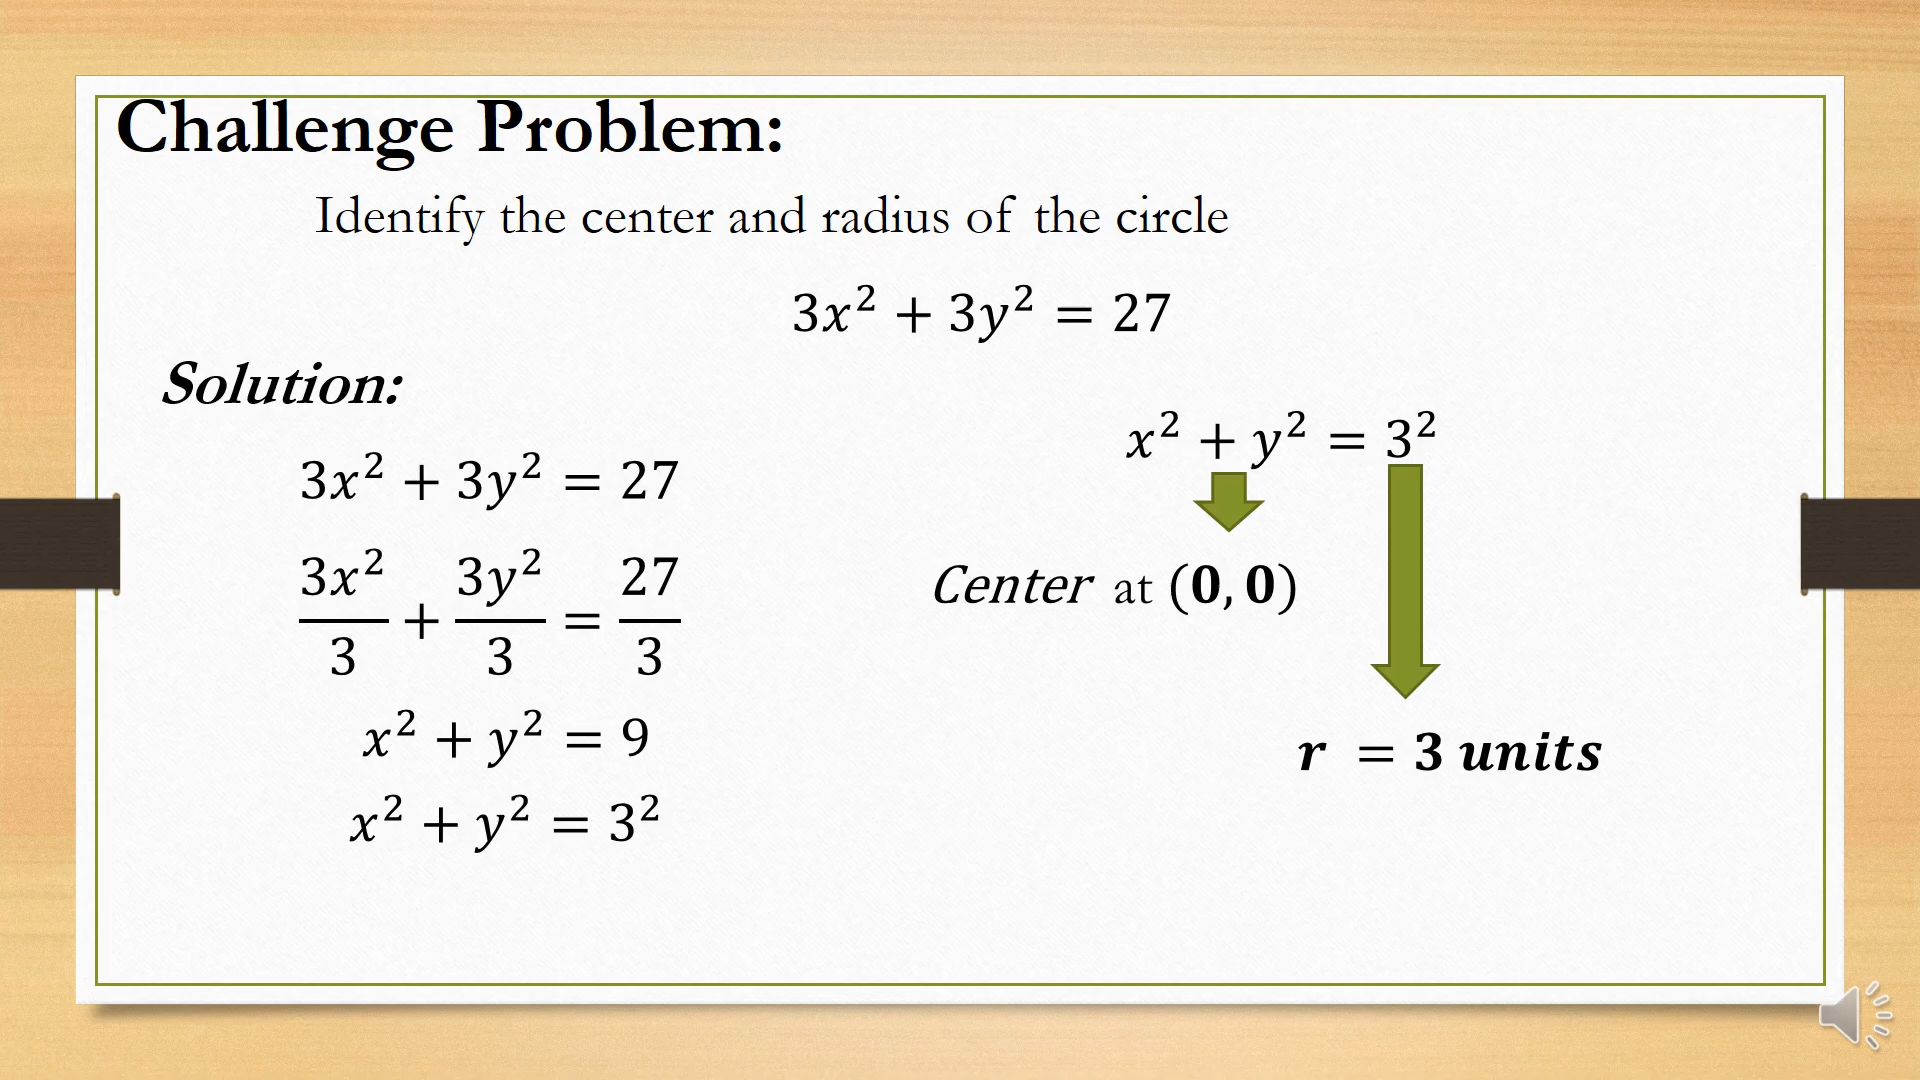 Challenge Problem:
Identify the center and radius of the circle
3x² + 3y² = 27
Solution:
3x² + 3y² = 27
3x²/3 + 3y²/3 = 27/3
x² + y² = 9
x² + y² = 3²
x² + y² = 3²
Center at (0, 0)
r = 3 units